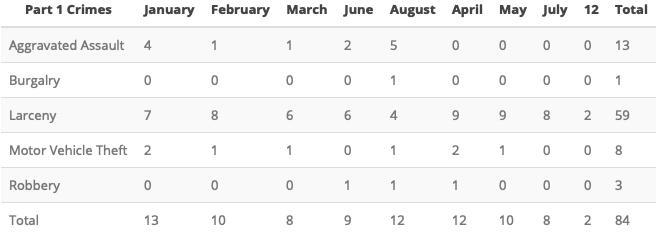 Part 1 Crimes January February March June August April May July 12 Total
Aggravated Assault 4 1 1 2 5 0 0 0 0 13
Burgalry 0 0 0 0 1 0 0 0 0 1
Larceny 7 8 6 6 4 9 9 8 2 59
Motor Vehicle Theft 2 1 1 0 1 2 1 0 0 8
Robbery 0 0 0 1 1 1 0 0 0 3
Total 13 10 8 9 12 12 10 8 2 84